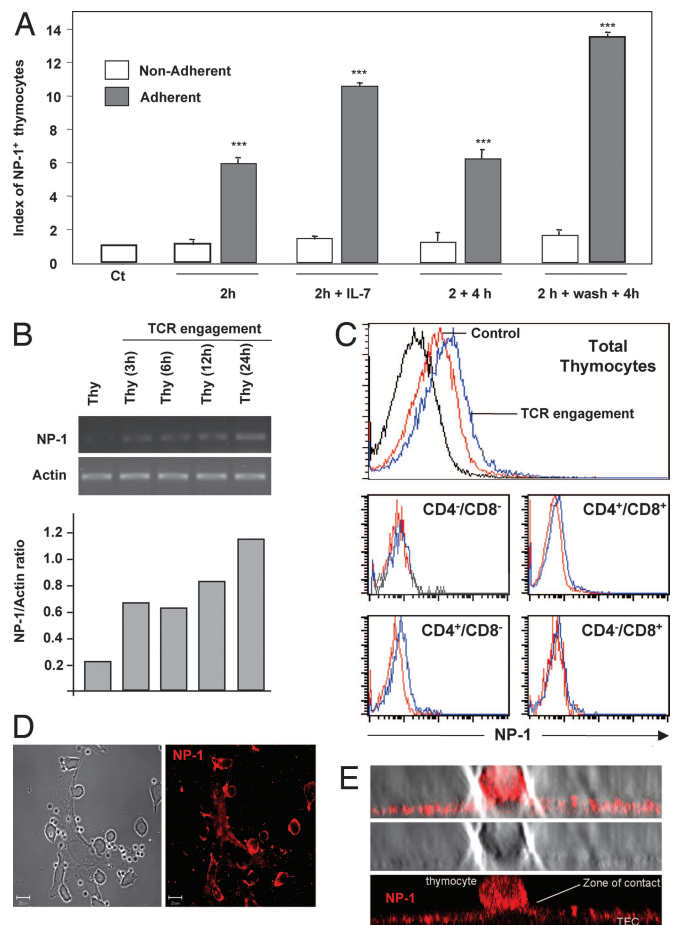 A
Index of NP-1+ thymocytes
14
12
10
8
6
4
2
0
Non-Adherent
Adherent
***
***
***
***
Ct
2h
2h + IL-7
2 + 4 h
2 h + wash + 4h
B
TCR engagement
Thy
Thy (3h)
Thy (6h)
Thy (12h)
Thy (24h)
NP-1
Actin
NP-1/Actin ratio
1.2
1.0
0.8
0.6
0.4
0.2
C
Control
Total
Thymocytes
TCR engagement
CD4-/CD8-
CD4+/CD8+
CD4+/CD8-
CD4-/CD8+
NP-1
D
NP-1
E
thymocyte
Zone of contact
NP-1
TEC